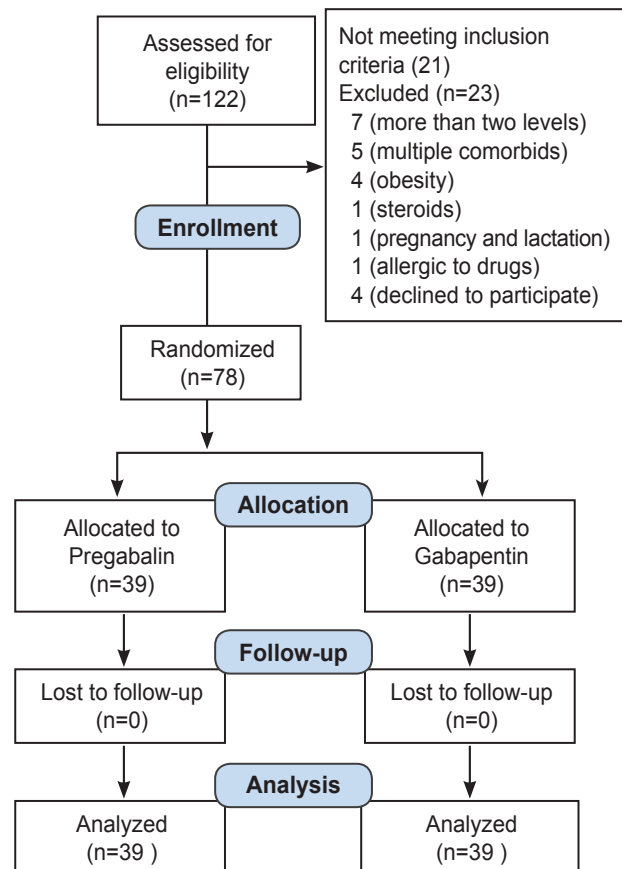 Assessed for
eligibility
(n=122)
Not meeting inclusion
criteria (21)
Excluded (n=23)
7 (more than two levels)
5 (multiple comorbids)
4 (obesity)
1 (steroids)
1 (pregnancy and lactation)
1 (allergic to drugs)
4 (declined to participate)
Enrollment
Randomized
(n=78)
Allocation
Allocated to
Pregabalin
(n=39)
Allocated to
Gabapentin
(n=39)
Follow-up
Lost to follow-up
(n=0)
Lost to follow-up
(n=0)
Analysis
Analyzed
(n=39 )
Analyzed
(n=39 )